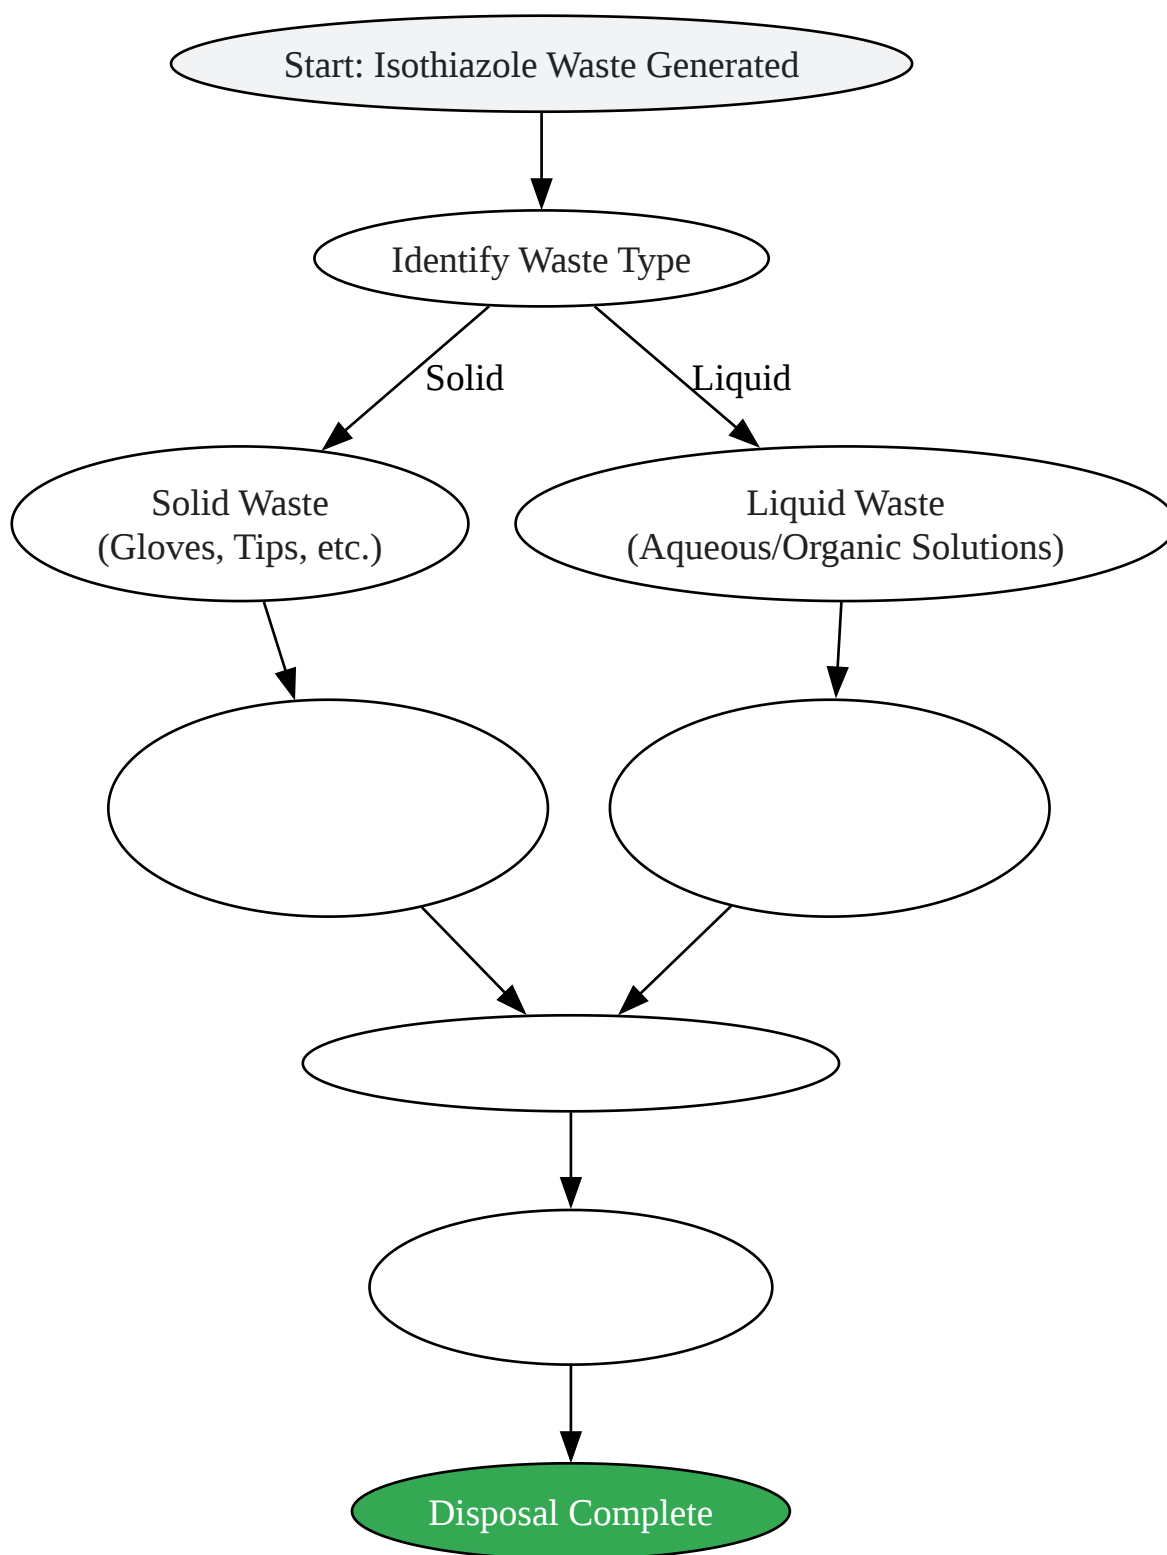 Start: Isothiazole Waste Generated
Identify Waste Type
Solid
Liquid
Solid Waste
(Gloves, Tips, etc.)
Liquid Waste
(Aqueous/Organic Solutions)
Disposal Complete